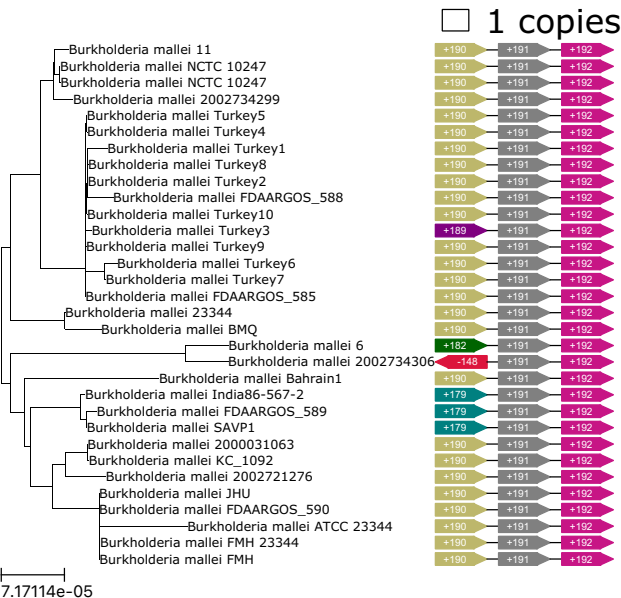 1 copies
Burkholderia mallei 11 +190 +191 +192
Burkholderia mallei NCTC 10247 +190 +191 +192
Burkholderia mallei NCTC 10247 +190 +191 +192
Burkholderia mallei 2002734299 +190 +191 +192
Burkholderia mallei Turkey5 +190 +191 +192
Burkholderia mallei Turkey4 +190 +191 +192
Burkholderia mallei Turkey1 +190 +191 +192
Burkholderia mallei Turkey8 +190 +191 +192
Burkholderia mallei Turkey2 +190 +191 +192
Burkholderia mallei FDAARGOS_588 +190 +191 +192
Burkholderia mallei Turkey10 +190 +191 +192
Burkholderia mallei Turkey3 +189 +191 +192
Burkholderia mallei Turkey9 +190 +191 +192
Burkholderia mallei Turkey6 +190 +191 +192
Burkholderia mallei Turkey7 +190 +191 +192
Burkholderia mallei FDAARGOS_585 +190 +191 +192
Burkholderia mallei 23344 +190 +191 +192
Burkholderia mallei BMQ +190 +191 +192
Burkholderia mallei 6 +182 +191 +192
Burkholderia mallei 2002734306 -148 +191 +192
Burkholderia mallei Bahrain1 +190 +191 +192
Burkholderia mallei India86-567-2 +179 +191 +192
Burkholderia mallei FDAARGOS_589 +179 +191 +192
Burkholderia mallei SAVP1 +179 +191 +192
Burkholderia mallei 2000031063 +190 +191 +192
Burkholderia mallei KC_1092 +190 +191 +192
Burkholderia mallei 2002721276 +190 +191 +192
Burkholderia mallei JHU +190 +191 +192
Burkholderia mallei FDAARGOS_590 +190 +191 +192
Burkholderia mallei ATCC 23344 +190 +191 +192
Burkholderia mallei FMH 23344 +190 +191 +192
Burkholderia mallei FMH +190 +191 +192
7.17114e-05